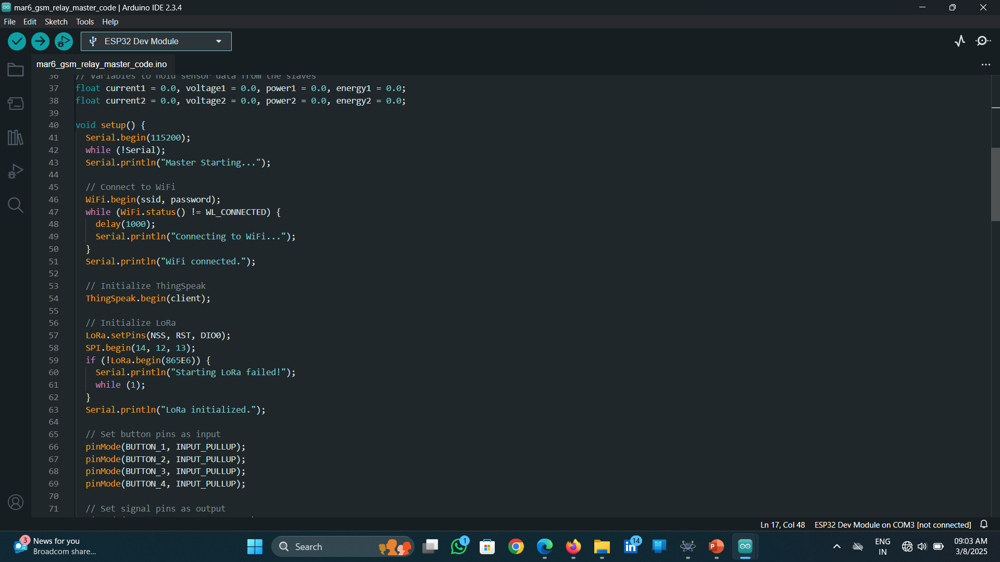 mar6_gsm_relay_master_code | Arduino IDE 2.3.4
File Edit Sketch Tools Help
ESP32 Dev Module
mar6_gsm_relay_master_code.ino
36 // Variables to hold sensor data from the slaves
37 float current1 = 0.0, voltage1 = 0.0, power1 = 0.0, energy1 = 0.0;
38 float current2 = 0.0, voltage2 = 0.0, power2 = 0.0, energy2 = 0.0;
39
40 void setup() {
41 Serial.begin(115200);
42 while (!Serial);
43 Serial.println("Master Starting...");
44
45 // Connect to WiFi
46 WiFi.begin(ssid, password);
47 while (WiFi.status() != WL_CONNECTED) {
48 delay(1000);
49 Serial.println("Connecting to WiFi...");
50 }
51 Serial.println("WiFi connected.");
52
53 // Initialize ThingSpeak
54 ThingSpeak.begin(client);
55
56 // Initialize LoRa
57 LoRa.setPins(NSS, RST, DIO0);
58 SPI.begin(14, 12, 13);
59 if (!LoRa.begin(865E6)) {
60 Serial.println("Starting LoRa failed!");
61 while (1);
62 }
63 Serial.println("LoRa initialized.");
64
65 // Set button pins as input
66 pinMode(BUTTON_1, INPUT_PULLUP);
67 pinMode(BUTTON_2, INPUT_PULLUP);
68 pinMode(BUTTON_3, INPUT_PULLUP);
69 pinMode(BUTTON_4, INPUT_PULLUP);
70
71 // Set signal pins as output
Ln 17, Col 48 ESP32 Dev Module on COM3 [not connected]
3 News for you
Broadcom share...
Search
1
14
ENG
IN
09:03 AM
3/8/2025